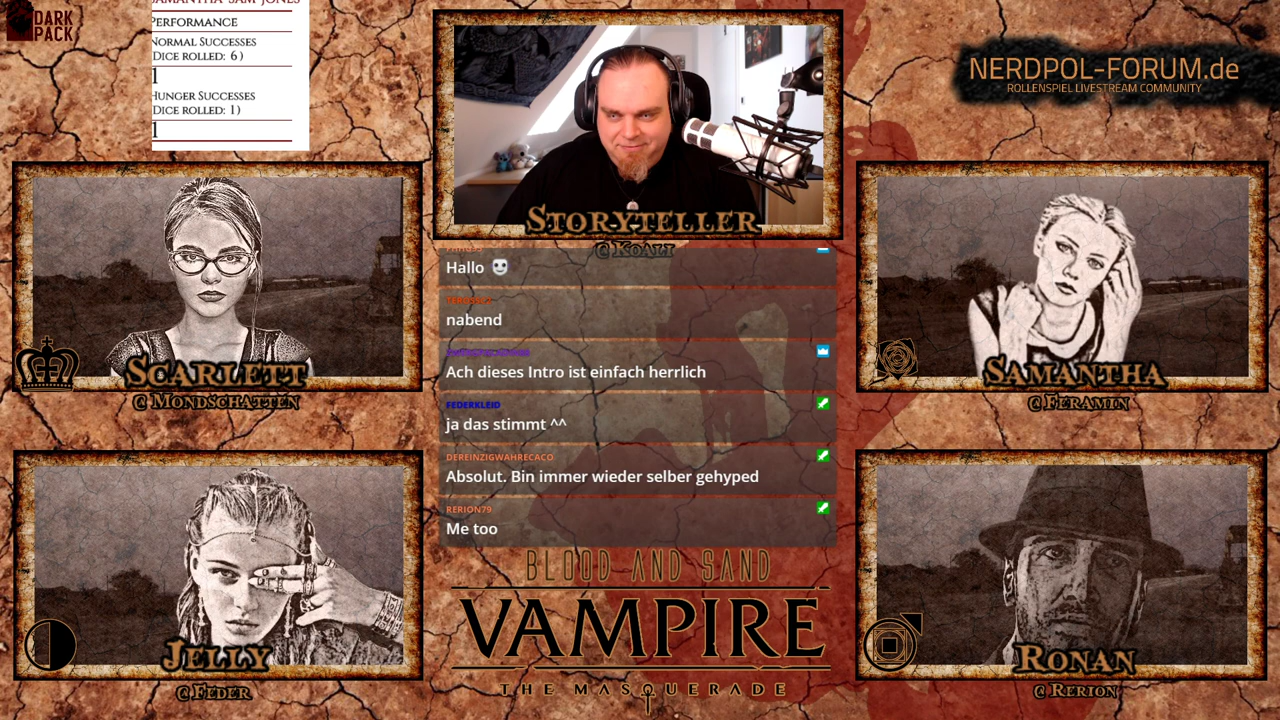 DARK
PACK
SAMANTHA "SAM" JONES
PERFORMANCE
NORMAL SUCCESSES
DICE ROLLED: 6)
1
HUNGER SUCCESSES
DICE ROLLED: 1)
1
STORYTELLER
@ KOALI
NERDPOL-FORUM.de
ROLLENSPIEL LIVESTREAM COMMUNITY
SCARLETT
@ MONDSCHATTEN
SAMANTHA
@ FERAMIN
Hallo
nabend
Ach dieses Intro ist einfach herrlich
FEDERKLEID
ja das stimmt ^^
DEREINZIGWAHRECACO
Absolut. Bin immer wieder selber gehyped
RERION79
Me too
JELLY
@ FEDER
RONAN
@ RERION
BLOOD AND SAND
VAMPIRE
THE MASQUERADE